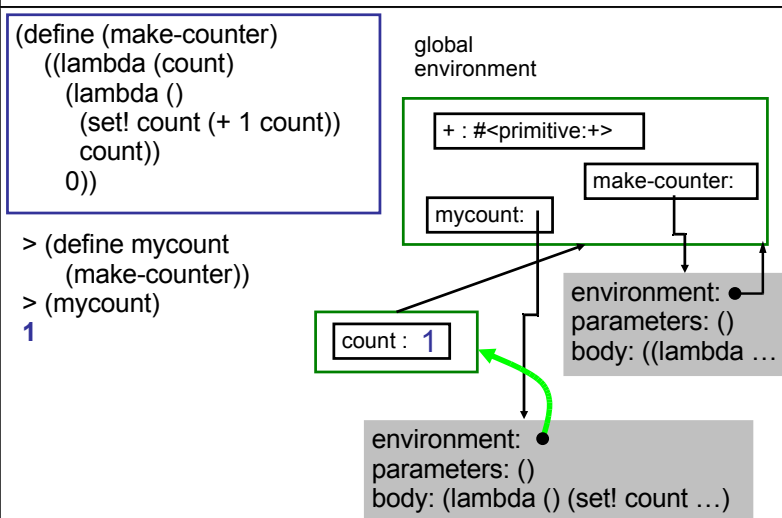 (define (make-counter)
((lambda (count)
(lambda ()
(set! count (+ 1 count))
count))
0))
> (define mycount
(make-counter))
> (mycount)
1
global
environment
+ : #<primitive:+>
make-counter:
mycount:
count : 1
environment:
parameters: ()
body: ((lambda …
environment:
parameters: ()
body: (lambda () (set! count …)